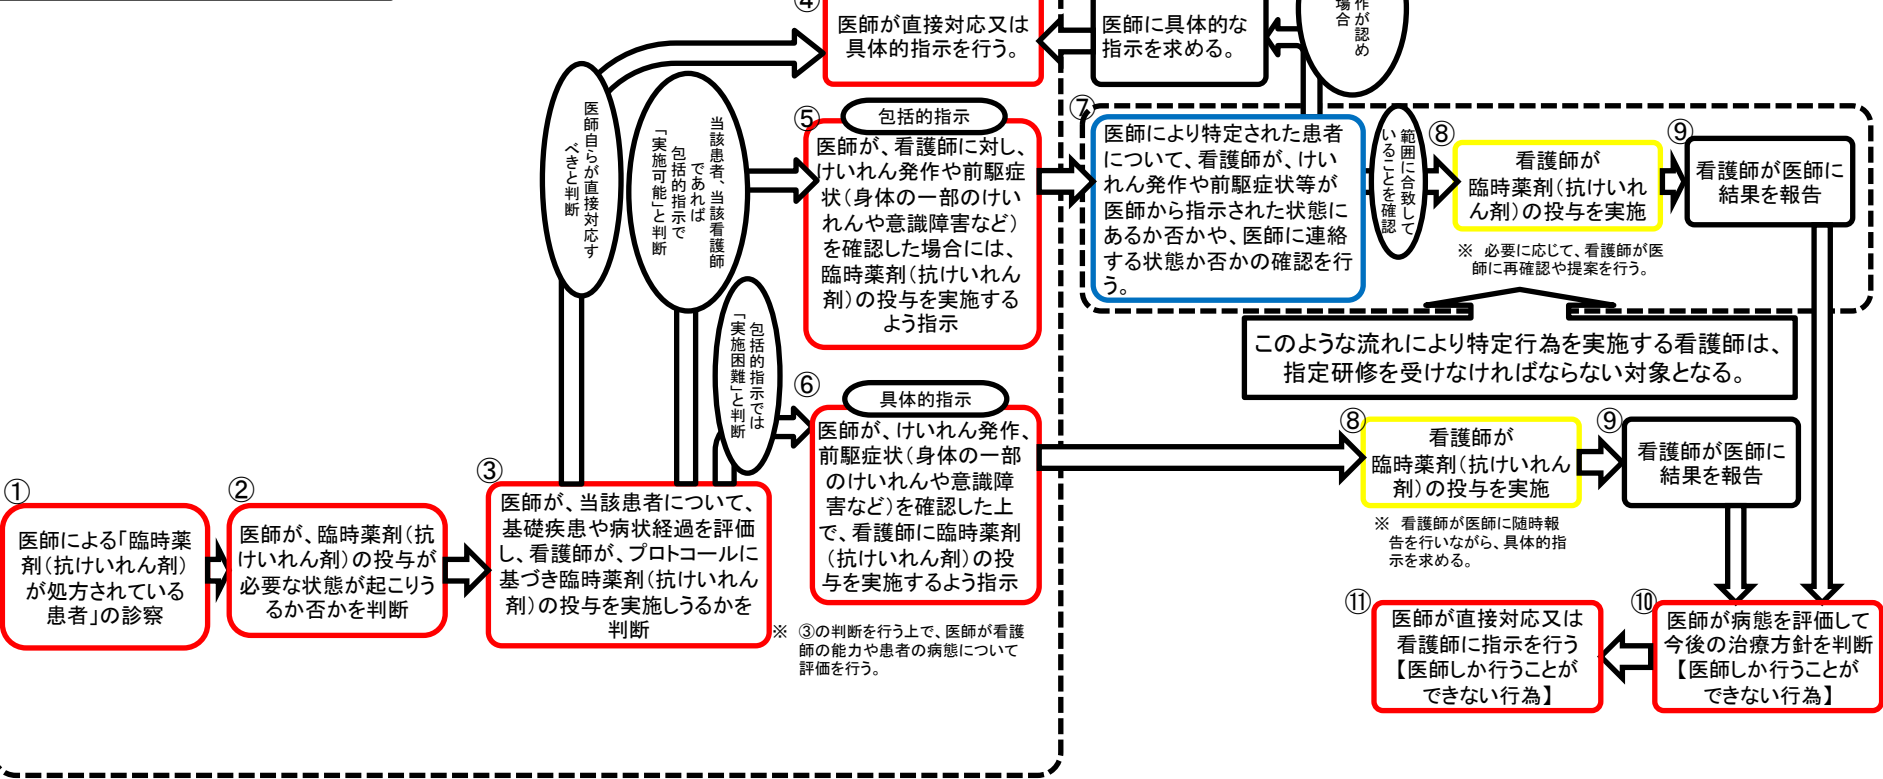 ④
医師が直接対応又は
具体的指示を行う。
医師に具体的な
指示を求める。
作が認め
場合
医師自らが直接対応す
べきと判断
当該患者、当該看護師
であれば
包括的指示で
「実施可能」と判断
包括的指示では
「実施困難」と判断
⑤
包括的指示
医師が、看護師に対し、
けいれん発作や前駆症
状(身体の一部のけい
れんや意識障害など)
を確認した場合には、
臨時薬剤(抗けいれん
剤)の投与を実施する
よう指示
⑦
医師により特定された患者
について、看護師が、けい
れん発作や前駆症状等が
医師から指示された状態に
あるか否かや、医師に連絡
する状態か否かの確認を行
う。
範囲に合致して
いることを確認
⑧
看護師が
臨時薬剤(抗けいれ
ん剤)の投与を実施
※ 必要に応じて、看護師が医
師に再確認や提案を行う。
⑨
看護師が医師に
結果を報告
このような流れにより特定行為を実施する看護師は、
指定研修を受けなければならない対象となる。
⑥
具体的指示
医師が、けいれん発作、
前駆症状(身体の一部
のけいれんや意識障
害など)を確認した上
で、看護師に臨時薬剤
(抗けいれん剤)の投
与を実施するよう指示
⑧
看護師が
臨時薬剤(抗けいれん
剤)の投与を実施
※ 看護師が医師に随時報
告を行いながら、具体的指
示を求める。
⑨
看護師が医師に
結果を報告
①
医師による「臨時薬
剤(抗けいれん剤)
が処方されている
患者」の診察
②
医師が、臨時薬剤(抗
けいれん剤)の投与が
必要な状態が起こりう
るか否かを判断
③
医師が、当該患者について、
基礎疾患や病状経過を評価
し、看護師が、プロトコールに
基づき臨時薬剤(抗けいれん
剤)の投与を実施しうるかを
判断
※ ③の判断を行う上で、医師が看護
師の能力や患者の病態について
評価を行う。
⑪
医師が直接対応又は
看護師に指示を行う
【医師しか行うことが
できない行為】
⑩
医師が病態を評価して
今後の治療方針を判断
【医師しか行うことが
できない行為】